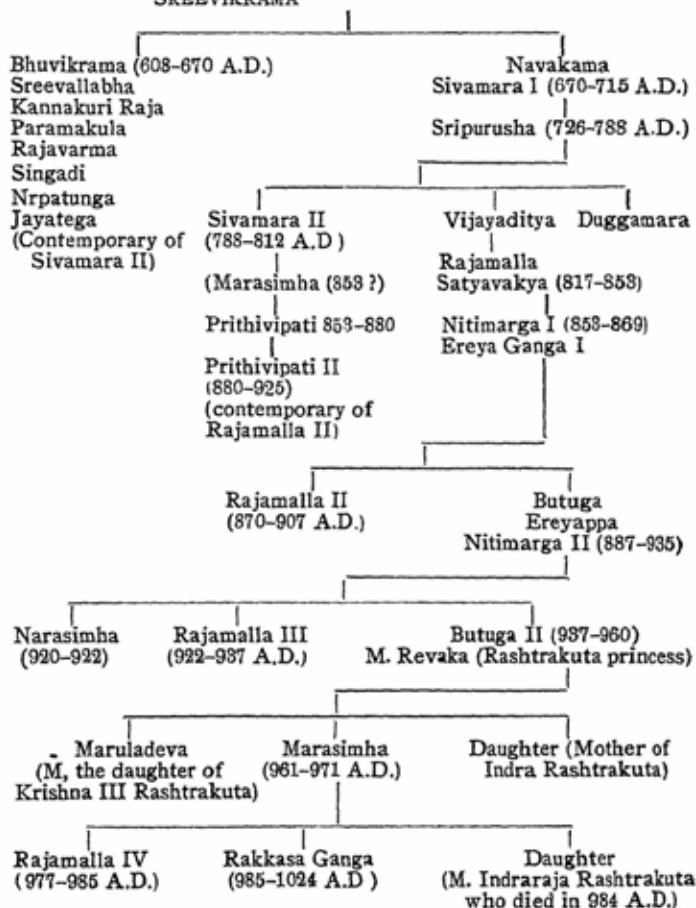 SREEVIKRAMA
Bhuvikrama (608–670 A.D.)
Sreevallabha
Kannakuri Raja
Paramakula
Rajavarma
Singadi
Nrpatunga
Jayatega
(Contemporary of
Sivamara II)
Navakama
Sivamara I (670–715 A.D.)
Sripurusha (726–788 A.D.)
Sivamara II
(788–812 A.D )
Vijayaditya
Duggamara
(Marasimha (853 ?)
Rajamalla
Satyavakya (817–853)
Prithivipati 853–880
Nitimarga I (853–869)
Ereya Ganga I
Prithivipati II
(880–925)
(contemporary of
Rajamalla II)
Rajamalla II
(870–907 A.D.)
Butuga
Ereyappa
Nitimarga II (887–935)
Narasimha
(920–922)
Rajamalla III
(922–937 A.D.)
Butuga II (937–960)
M. Revaka (Rashtrakuta princess)
Maruladeva
(M, the daughter of
Krishna III Rashtrakuta)
Marasimha
(961–971 A.D.)
Daughter (Mother of
Indra Rashtrakuta)
Rajamalla IV
(977–985 A.D.)
Rakkasa Ganga
(985–1024 A.D )
Daughter
(M. Indraraja Rashtrakuta
who died in 984 A.D.)